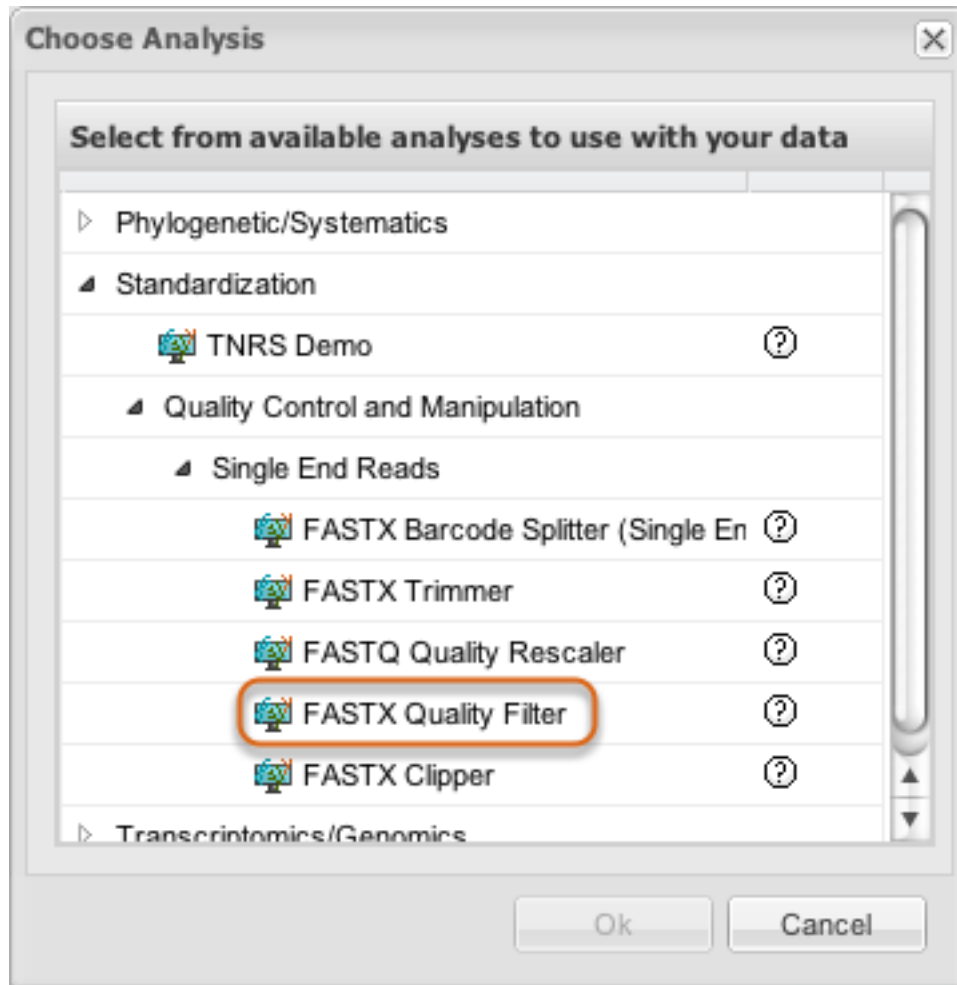 Choose Analysis
Select from available analyses to use with your data
Phylogenetic/Systematics
Standardization
TNRS Demo
Quality Control and Manipulation
Single End Reads
FASTX Barcode Splitter (Single En
FASTX Trimmer
FASTQ Quality Rescaler
FASTX Quality Filter
FASTX Clipper
Transcriptomics/Genomics
Ok
Cancel